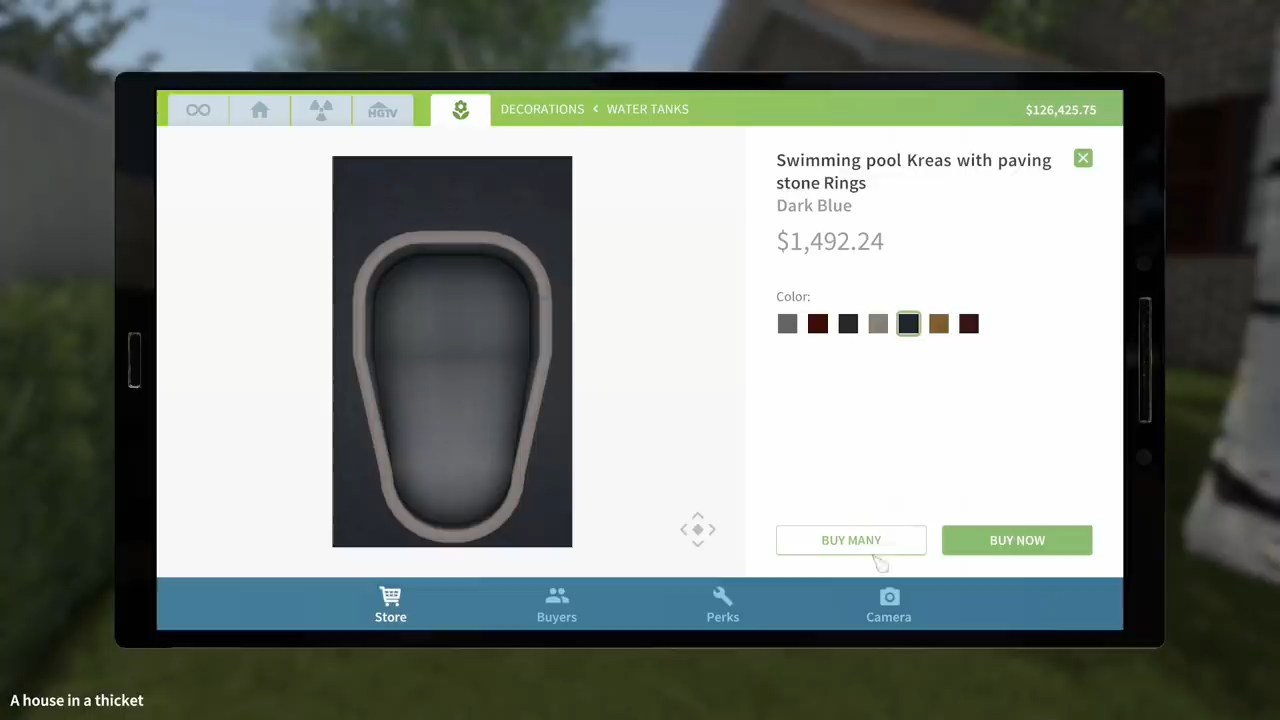 HGTV
DECORATIONS < WATER TANKS
$126,425.75
Swimming pool Kreas with paving
stone Rings
Dark Blue
$1,492.24
Color:
BUY MANY
BUY NOW
Store
Buyers
Perks
Camera
A house in a thicket